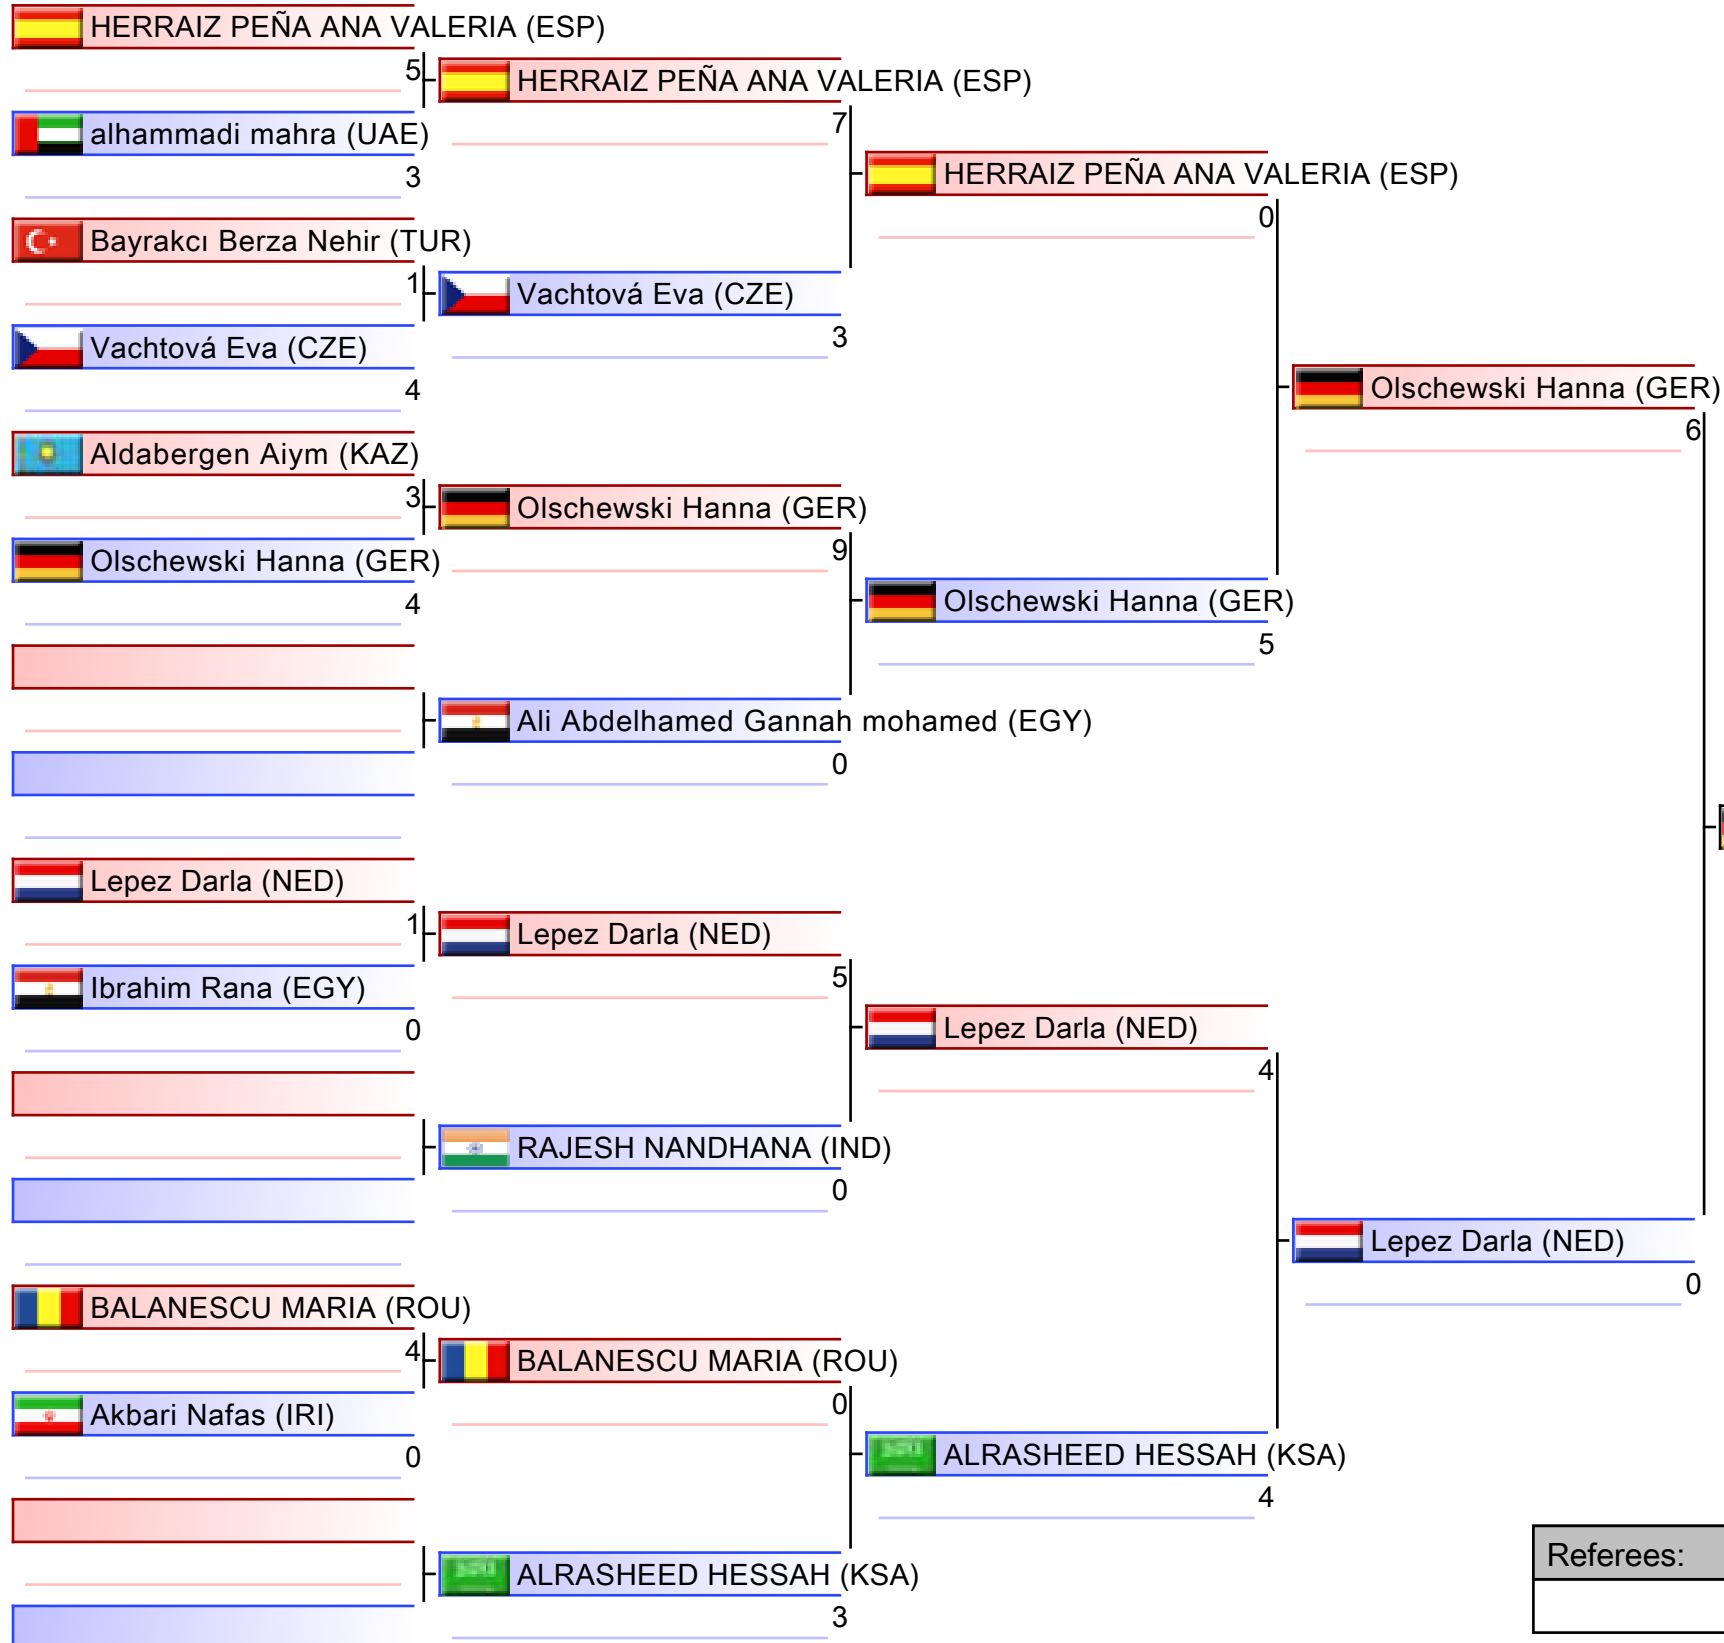 HERRAIZ PEÑA ANA VALERIA (ESP)
5
alhammadi mahra (UAE)
3
Bayrakcı Berza Nehir (TUR)
1
Vachtová Eva (CZE)
4
Aldabergen Aiym (KAZ)
3
Olschewski Hanna (GER)
4
Lepez Darla (NED)
1
Ibrahim Rana (EGY)
0
BALANESCU MARIA (ROU)
4
Akbari Nafas (IRI)
0
HERRAIZ PEÑA ANA VALERIA (ESP)
7
Vachtová Eva (CZE)
3
Olschewski Hanna (GER)
9
Ali Abdelhamed Gannah mohamed (EGY)
0
Lepez Darla (NED)
5
RAJESH NANDHANA (IND)
0
BALANESCU MARIA (ROU)
0
ALRASHEED HESSAH (KSA)
3
HERRAIZ PEÑA ANA VALERIA (ESP)
0
Olschewski Hanna (GER)
5
Lepez Darla (NED)
4
ALRASHEED HESSAH (KSA)
4
Olschewski Hanna (GER)
6
Lepez Darla (NED)
0
Referees: